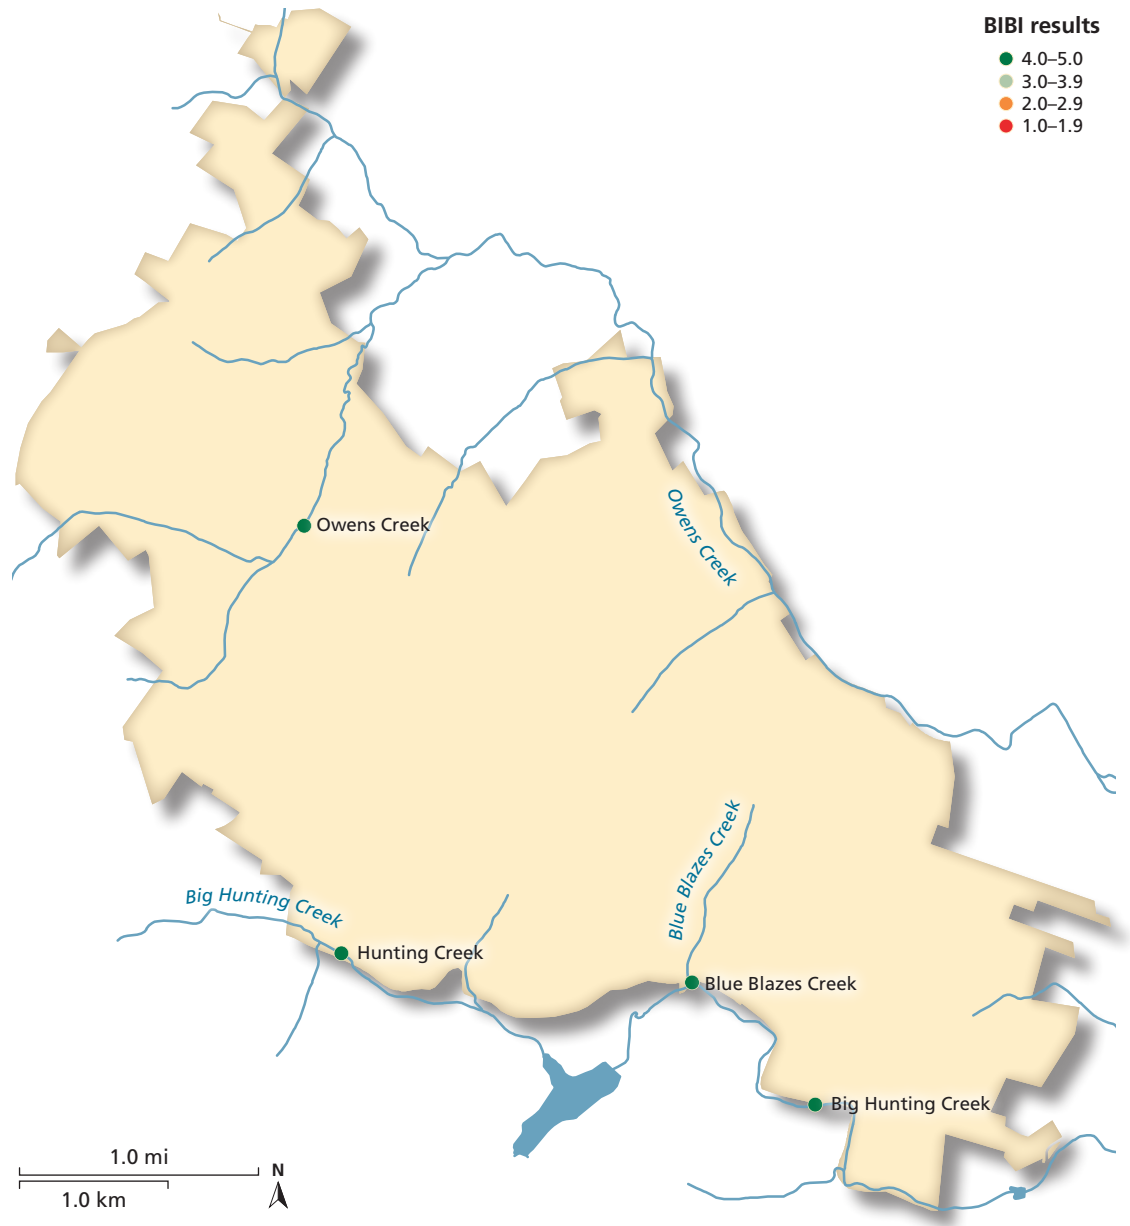 BIBI results
4.0–5.0
3.0–3.9
2.0–2.9
1.0–1.9
Owens Creek
Owens Creek
Blue Blazes Creek
Big Hunting Creek
Hunting Creek
Blue Blazes Creek
Big Hunting Creek
1.0 mi
N
1.0 km